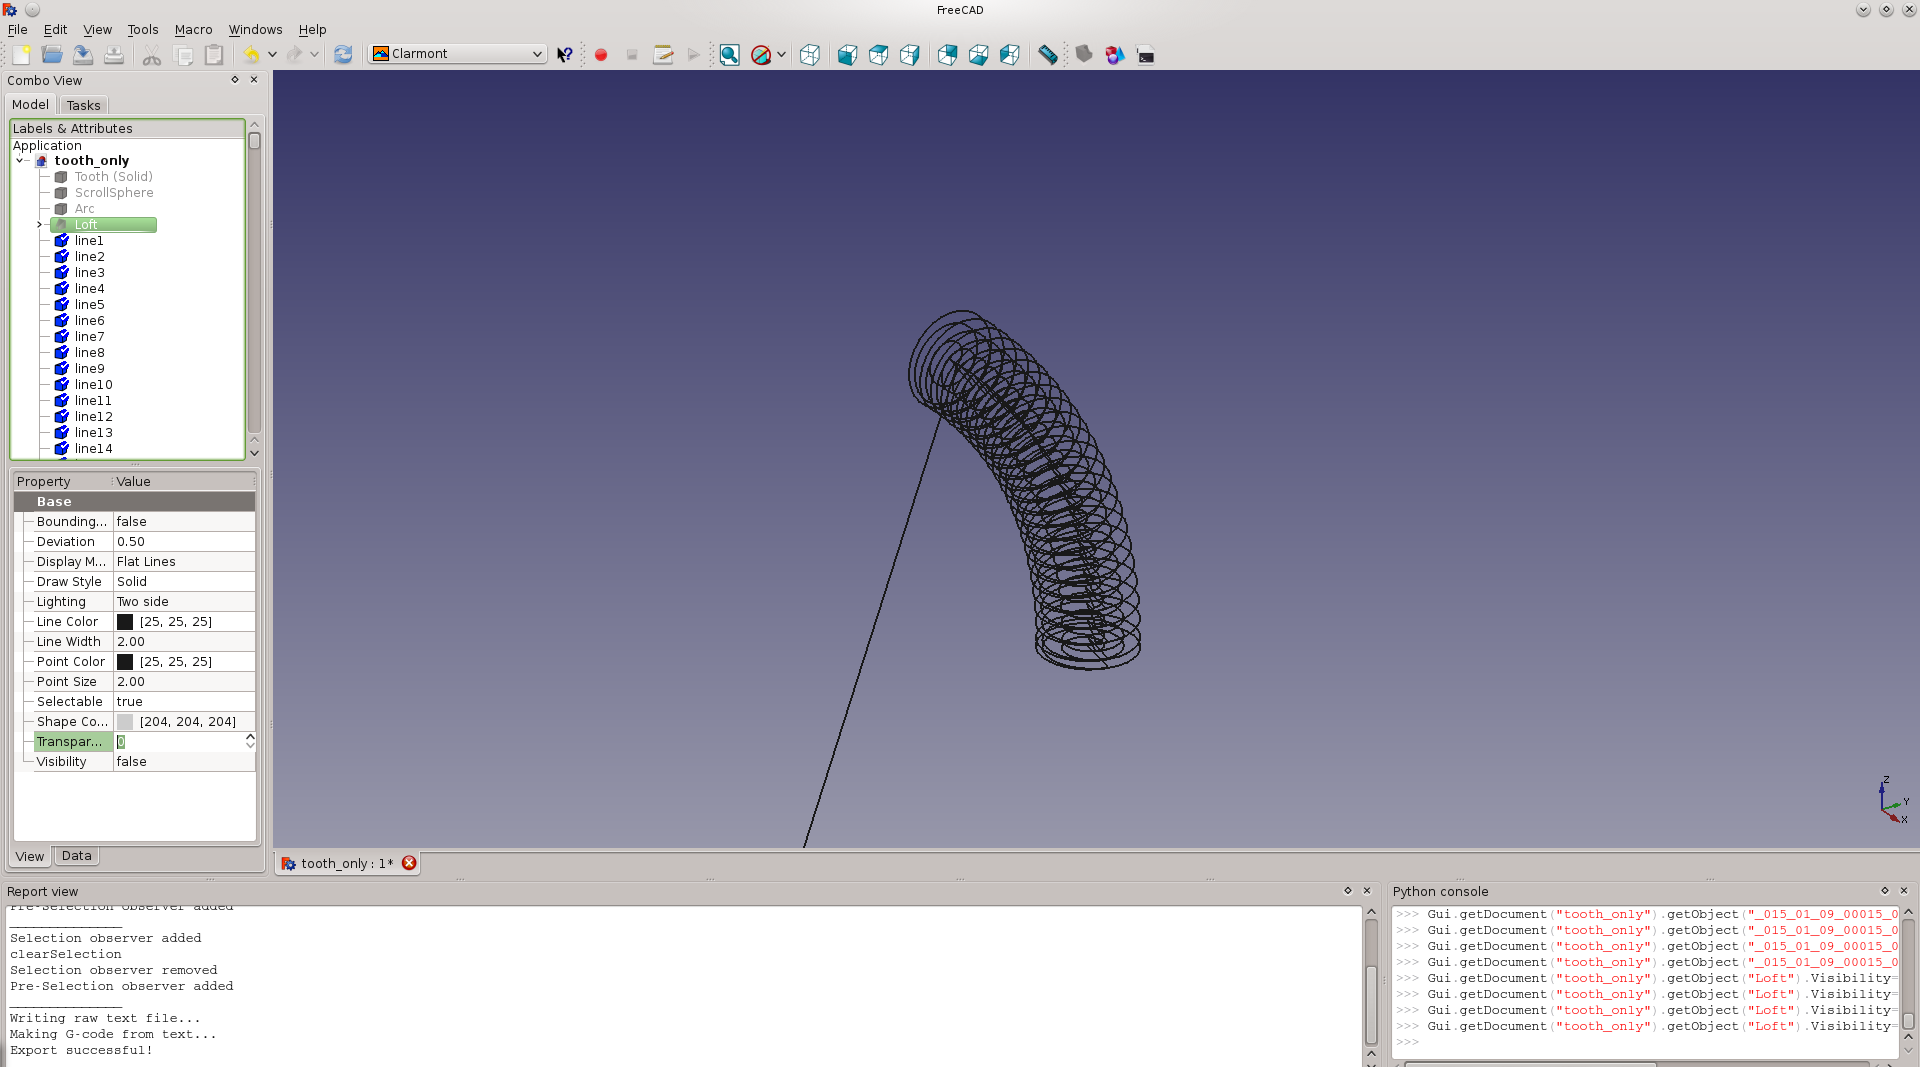 FreeCAD
File Edit View Tools Macro Windows Help
Clarmont
Combo View
Model Tasks
Labels & Attributes
Application
tooth_only
Tooth (Solid)
ScrollSphere
Arc
Loft
line1
line2
line3
line4
line5
line6
line7
line8
line9
line10
line11
line12
line13
line14
Property Value
Base
Bounding... false
Deviation 0.50
Display M... Flat Lines
Draw Style Solid
Lighting Two side
Line Color [25, 25, 25]
Line Width 2.00
Point Color [25, 25, 25]
Point Size 2.00
Selectable true
Shape Co... [204, 204, 204]
Transpar... 0
Visibility false
View Data
Z
Y
X
tooth_only : 1*
Report view
Pre-Selection observer added
______________
Selection observer added
clearSelection
Selection observer removed
Pre-Selection observer added
______________
Writing raw text file...
Making G-code from text...
Export successful!
Python console
>>> Gui.getDocument("tooth_only").getObject("_015_01_09_00015_0
>>> Gui.getDocument("tooth_only").getObject("_015_01_09_00015_0
>>> Gui.getDocument("tooth_only").getObject("_015_01_09_00015_0
>>> Gui.getDocument("tooth_only").getObject("_015_01_09_00015_0
>>> Gui.getDocument("tooth_only").getObject("Loft").Visibility=
>>> Gui.getDocument("tooth_only").getObject("Loft").Visibility=
>>> Gui.getDocument("tooth_only").getObject("Loft").Visibility=
>>> Gui.getDocument("tooth_only").getObject("Loft").Visibility=
>>>